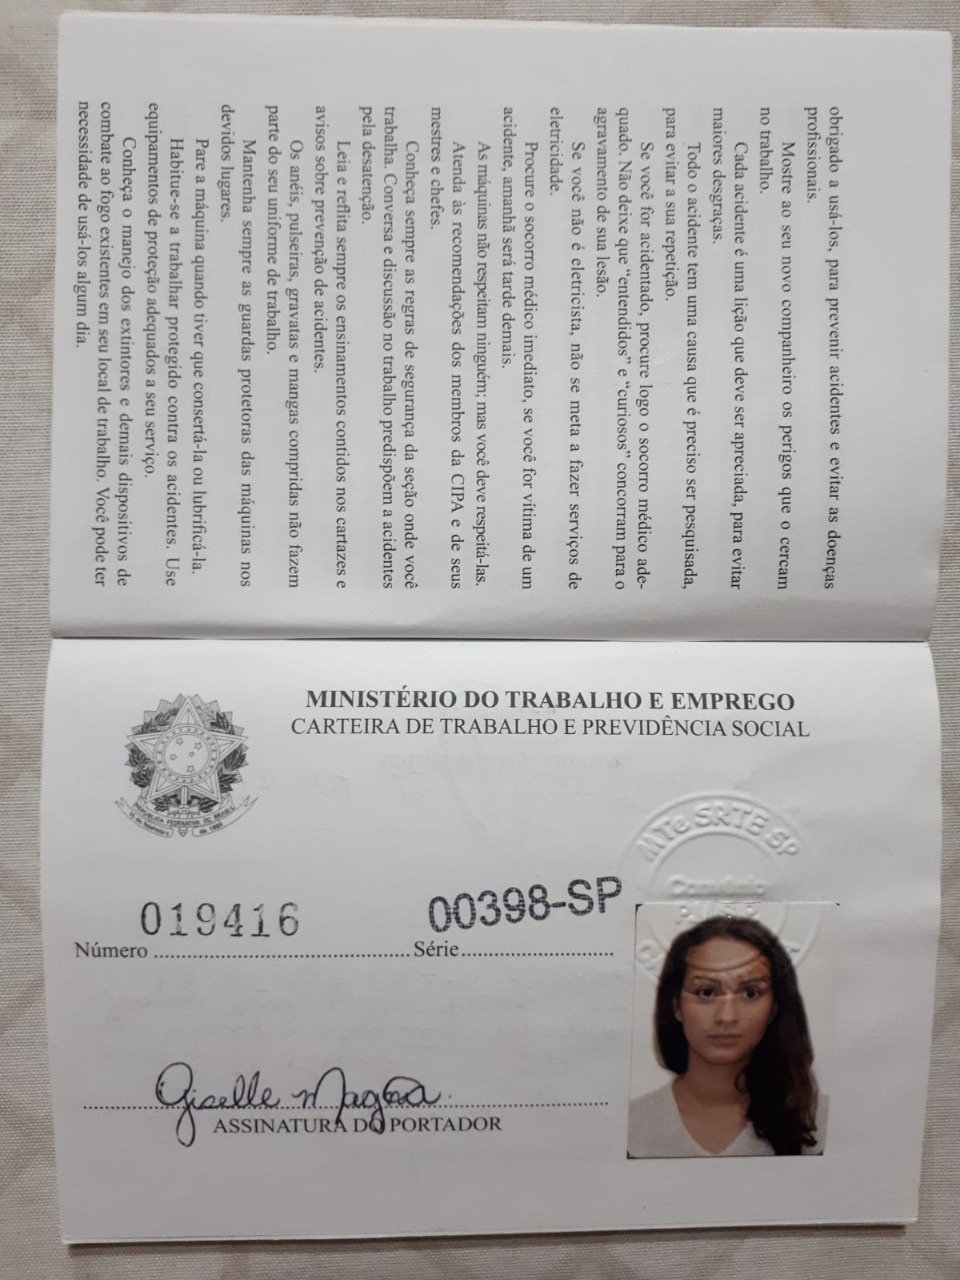 obrigado a usá-los, para prevenir acidentes e evitar as doenças
profissionais.
Mostre ao seu novo companheiro os perigos que o cercam
no trabalho.
Cada acidente é uma lição que deve ser apreciada, para evitar
maiores desgraças.
Todo o acidente tem uma causa que é preciso ser pesquisada,
para evitar a sua repetição.
Se você for acidentado, procure logo o socorro médico ade-
quado. Não deixe que "entendidos" e "curiosos" concorram para o
agravamento de sua lesão.
Se você não é eletricista, não se meta a fazer serviços de
eletricidade.
Procure o socorro médico imediato, se você for vítima de um
acidente, amanhã será tarde demais.
As máquinas não respeitam ninguém; mas você deve respeitá-las.
Atenda às recomendações dos membros da CIPA e de seus
mestres e chefes.
Conheça sempre as regras de segurança da seção onde você
trabalha. Conversa e discussão no trabalho predispõem a acidentes
pela desatenção.
Leia e reflita sempre os ensinamentos contidos nos cartazes e
avisos sobre prevenção de acidentes.
Os anéis, pulseiras, gravatas e mangas compridas não fazem
parte do seu uniforme de trabalho.
Mantenha sempre as guardas protetoras das máquinas nos
devidos lugares.
Pare a máquina quando tiver que consertá-la ou lubrificá-la.
Habitue-se a trabalhar protegido contra os acidentes. Use
equipamentos de proteção adequados a seu serviço.
Conheça o manejo dos extintores e demais dispositivos de
combate ao fogo existentes em seu local de trabalho. Você pode ter
necessidade de usá-los algum dia.
MINISTÉRIO DO TRABALHO E EMPREGO
CARTEIRA DE TRABALHO E PREVIDÊNCIA SOCIAL
REPÚBLICA FEDERATIVA DO BRASIL
15 de Novembro de 1889
MTe SRTE SP
Convênio
019416
00398-SP
Número
Série
Giselle
ASSINATURA DO PORTADOR